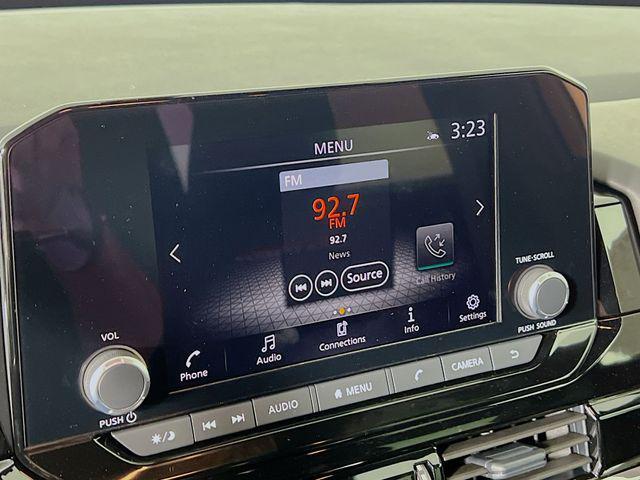 3:23
MENU
FM
92.7
FM
92.7
News
Source
Call History
Phone
Audio
Connections
Info
Settings
VOL
PUSH
TUNE·SCROLL
PUSH SOUND
AUDIO
MENU
CAMERA